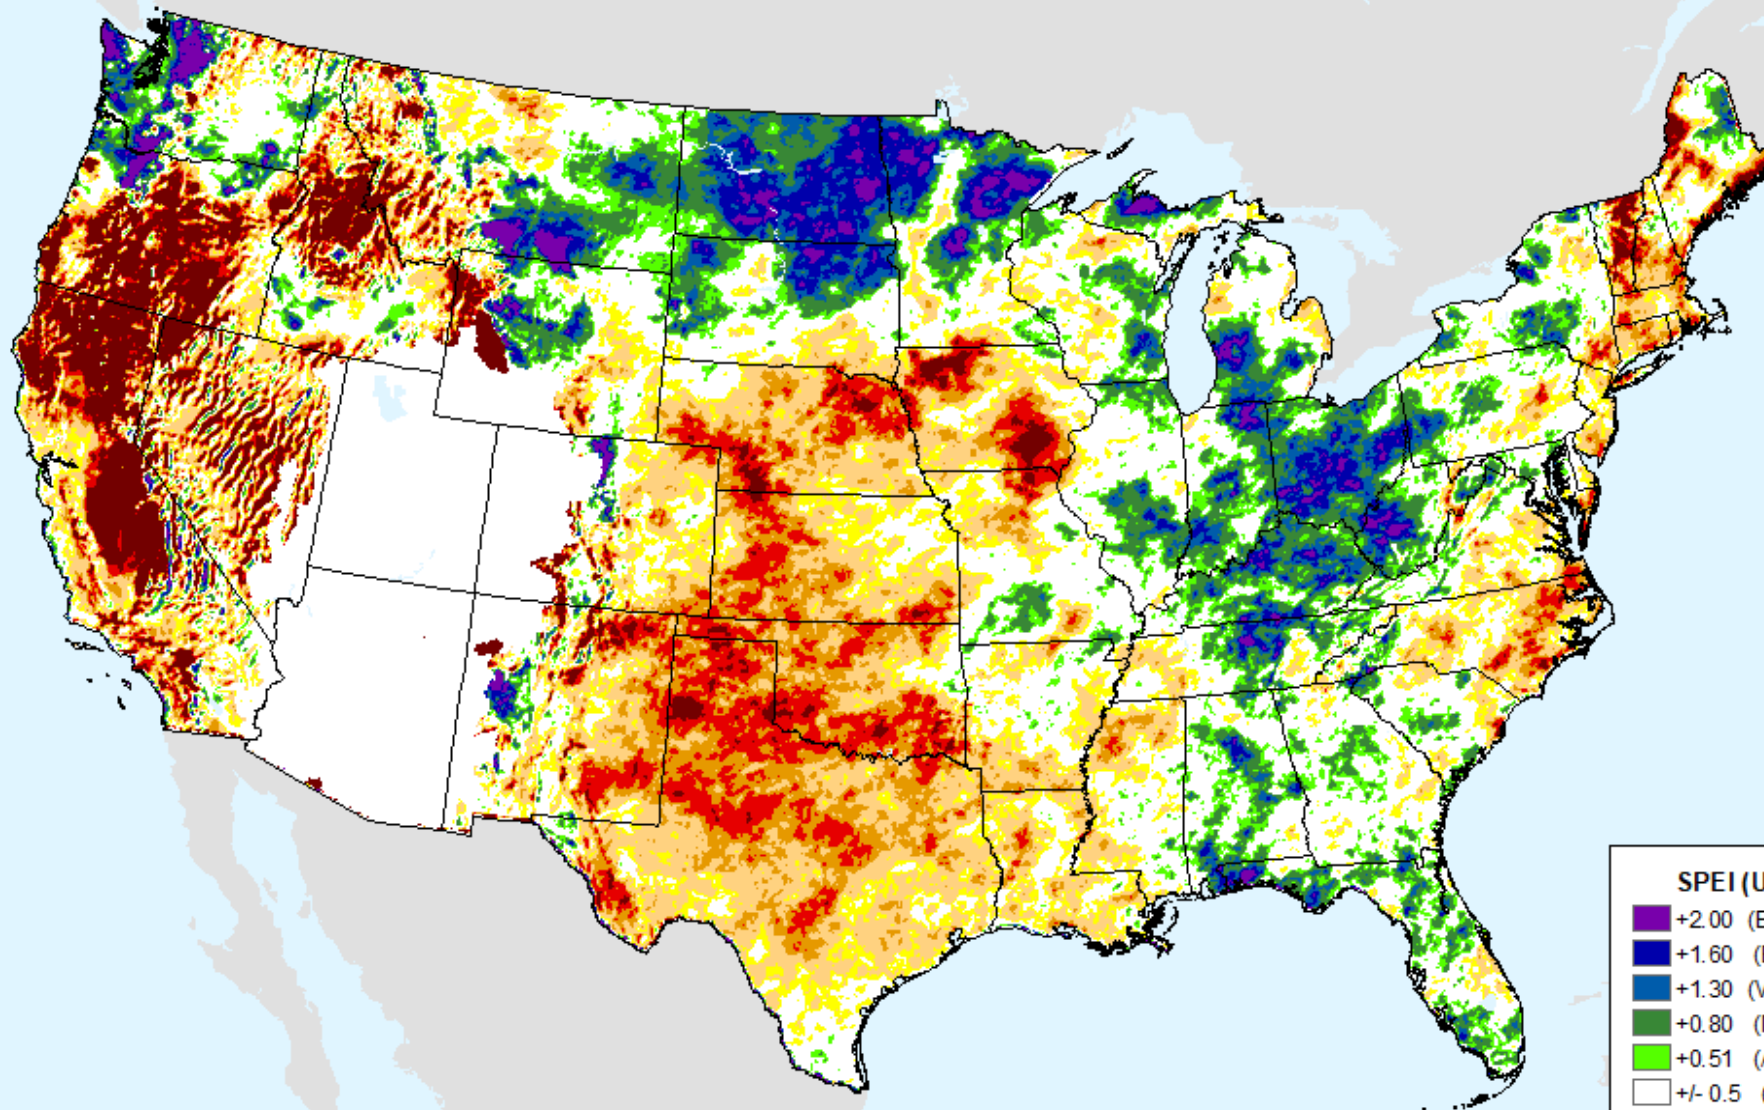 SPEI (U
+2.00 (E
+1.60 (
+1.30 (V
+0.80 (
+0.51 (
+/- 0.5 (